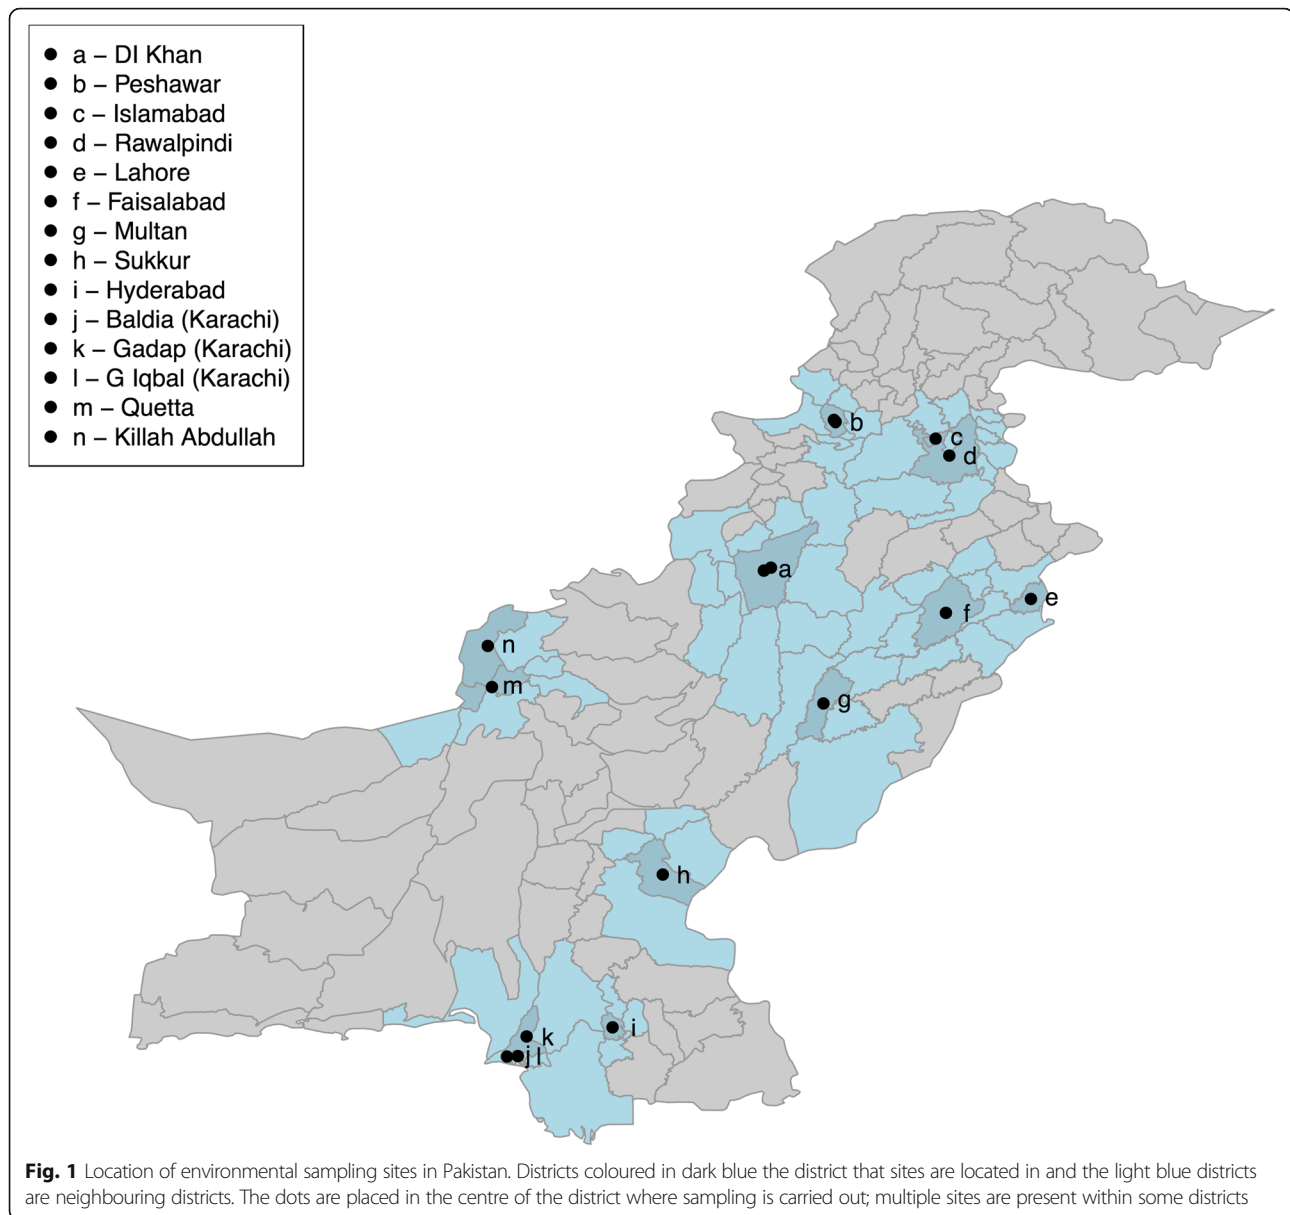 a – DI Khan
b – Peshawar
c – Islamabad
d – Rawalpindi
e – Lahore
f – Faisalabad
g – Multan
h – Sukkur
i – Hyderabad
j – Baldia (Karachi)
k – Gadap (Karachi)
l – G Iqbal (Karachi)
m – Quetta
n – Killah Abdullah
b
c
d
a
e
f
n
m
g
h
i
k
j l
Fig. 1 Location of environmental sampling sites in Pakistan. Districts coloured in dark blue the district that sites are located in and the light blue districts
are neighbouring districts. The dots are placed in the centre of the district where sampling is carried out; multiple sites are present within some districts